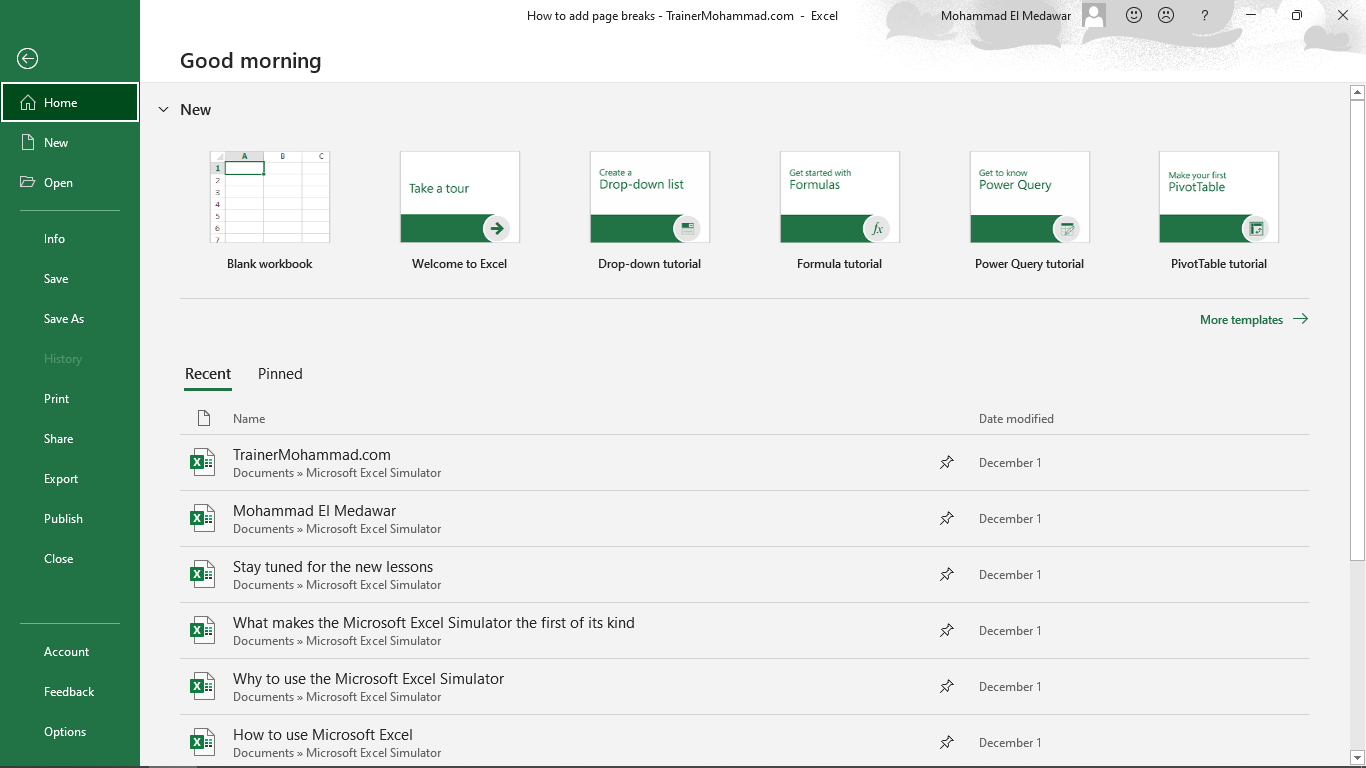 How to add page breaks - TrainerMohammad.com - Excel
Mohammad El Medawar
?
Good morning
Home
New
Open
Info
Save
Save As
History
Print
Share
Export
Publish
Close
Account
Feedback
Options
New
A B C
1
2
3
4
5
6
7
Blank workbook
Take a tour
Welcome to Excel
Create a
Drop-down list
Drop-down tutorial
Get started with
Formulas
fx
Formula tutorial
Get to know
Power Query
Power Query tutorial
Make your first
PivotTable
PivotTable tutorial
More templates
Recent Pinned
Name Date modified
TrainerMohammad.com
Documents » Microsoft Excel Simulator
December 1
Mohammad El Medawar
Documents » Microsoft Excel Simulator
December 1
Stay tuned for the new lessons
Documents » Microsoft Excel Simulator
December 1
What makes the Microsoft Excel Simulator the first of its kind
Documents » Microsoft Excel Simulator
December 1
Why to use the Microsoft Excel Simulator
Documents » Microsoft Excel Simulator
December 1
How to use Microsoft Excel
Documents » Microsoft Excel Simulator
December 1